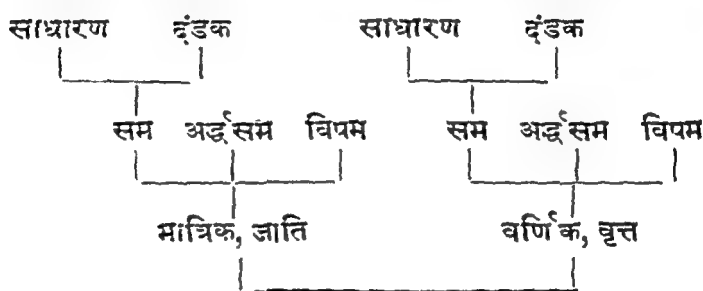 साधारण दंडक साधारण दंडक
सम अर्द्धसम विषम सम अर्द्धसम विषम
मात्रिक, जाति वर्णिक, वृत्त